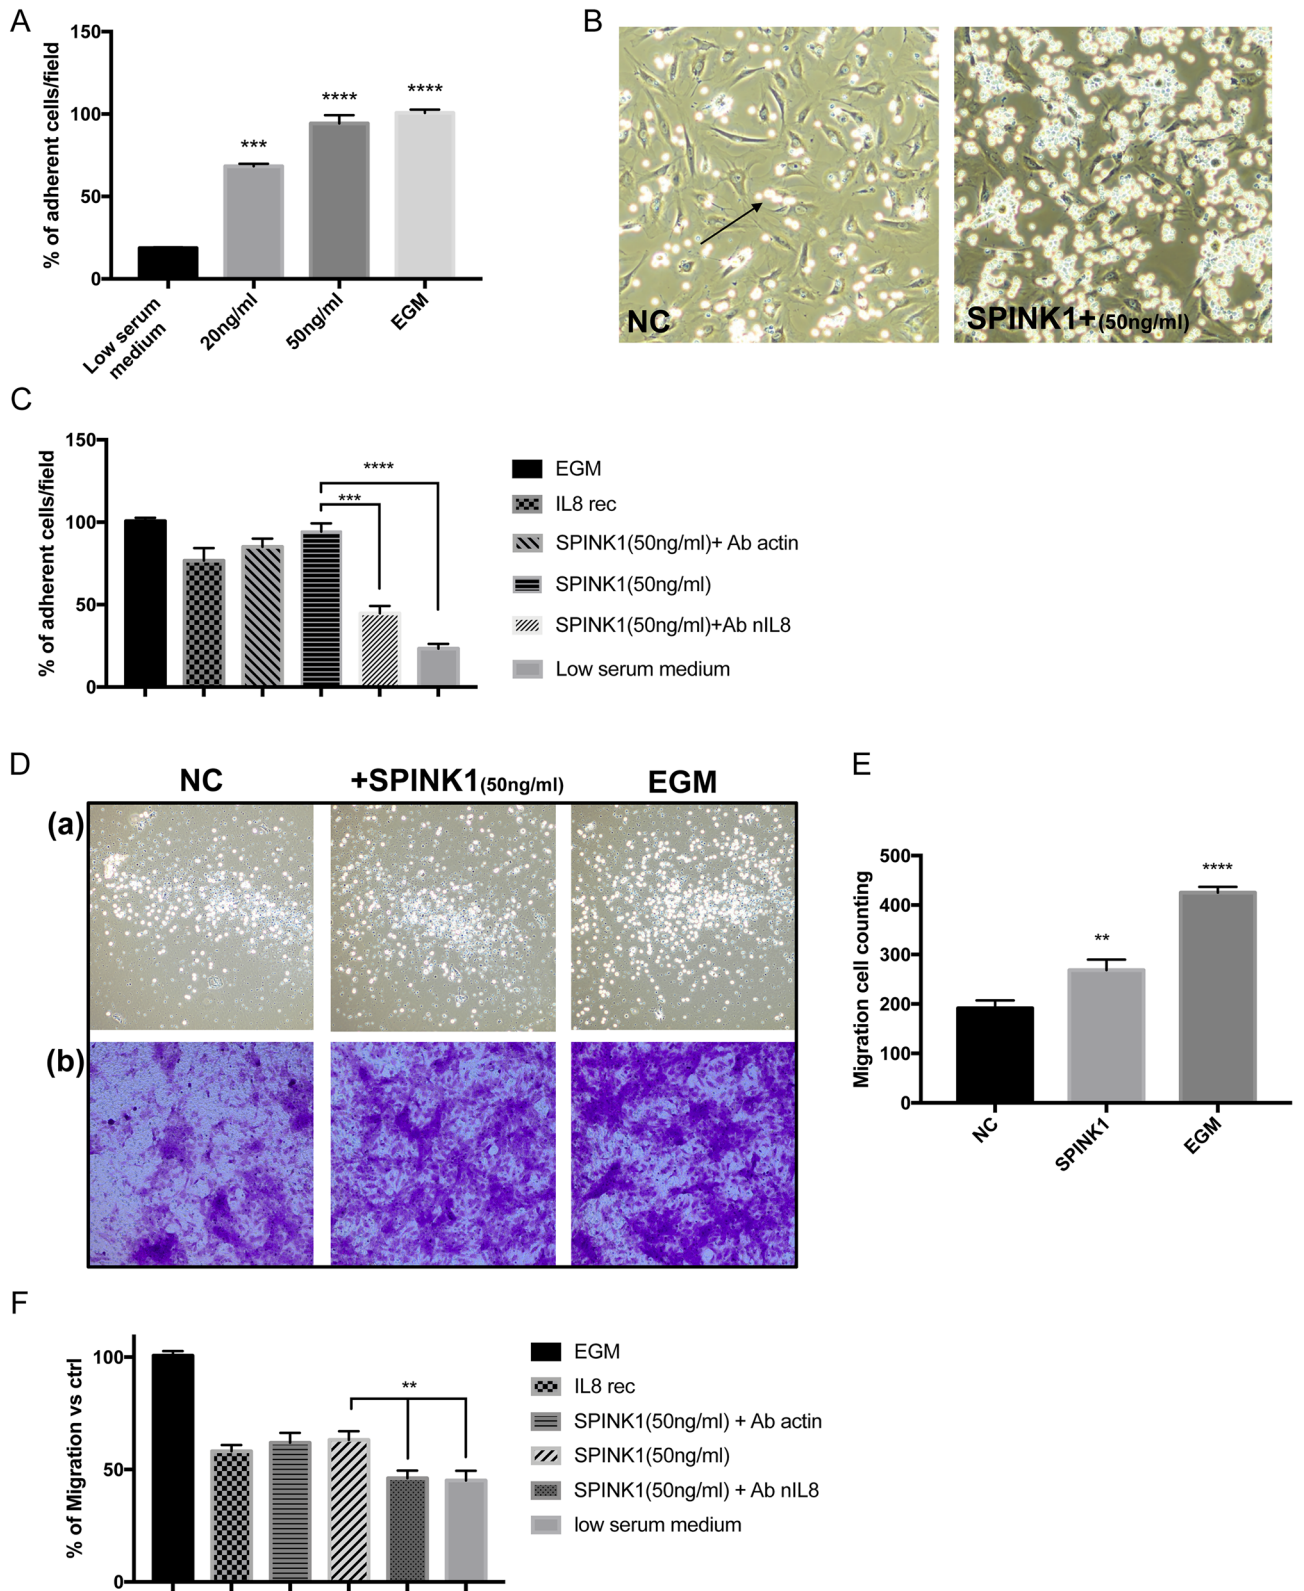 A
150
100
50
0
% of adherent cells/field
***
****
****
Low serum
medium
20ng/ml
50ng/ml
EGM
B
NC
SPINK1+(50ng/ml)
C
150
100
50
0
% of adherent cells/field
****
***
EGM
IL8 rec
SPINK1(50ng/ml)+ Ab actin
SPINK1(50ng/ml)
SPINK1(50ng/ml)+Ab nIL8
Low serum medium
D
NC
+SPINK1(50ng/ml)
EGM
(a)
(b)
E
500
400
300
200
100
0
Migration cell counting
**
****
NC
SPINK1
EGM
F
100
50
0
% of Migration vs ctrl
**
EGM
IL8 rec
SPINK1(50ng/ml) + Ab actin
SPINK1(50ng/ml)
SPINK1(50ng/ml) + Ab nIL8
low serum medium